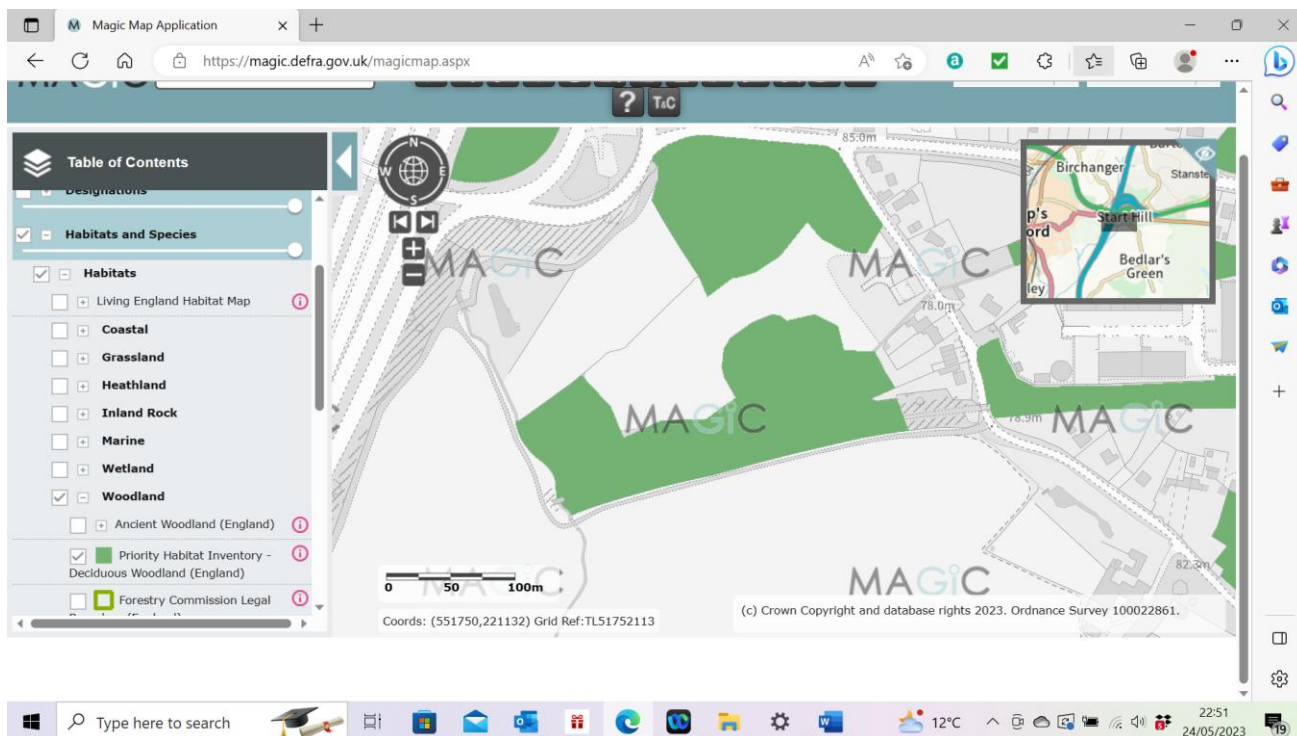 Magic Map Application
https://magic.defra.gov.uk/magicmap.aspx
MAGIC
? T&C
Table of Contents
Designations
Habitats and Species
Habitats
Living England Habitat Map
Coastal
Grassland
Heathland
Inland Rock
Marine
Wetland
Woodland
Ancient Woodland (England)
Priority Habitat Inventory -
Deciduous Woodland (England)
Forestry Commission Legal
N
W E
S
85.0m
MAGiC
MAGiC
78.0m
MAGiC
78.9m
MAGiC
82.3m
MAGiC
MAGiC
Birchanger
Stanste
p's
ord
Start Hill
Bedlar's
Green
ley
0 50 100m
Coords: (551750,221132) Grid Ref:TL51752113
(c) Crown Copyright and database rights 2023. Ordnance Survey 100022861.
Type here to search
12°C
22:51
24/05/2023
19